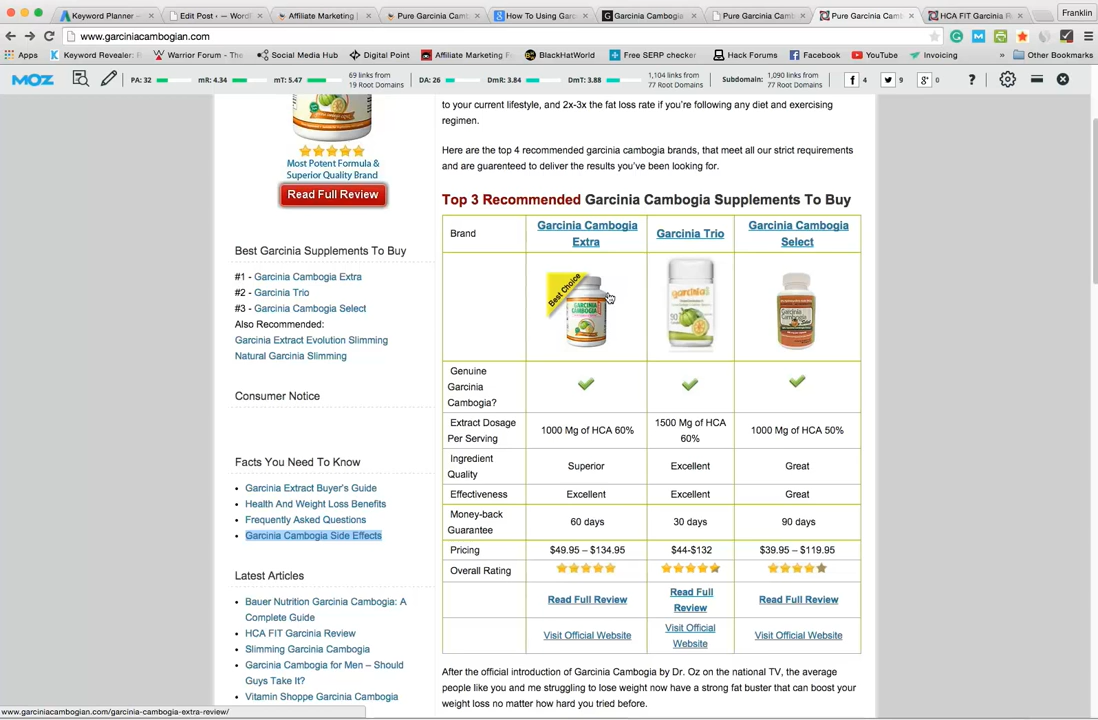 Keyword Planner –
Edit Post ‹ — WordP
Affiliate Marketing |
Pure Garcinia Camb
How To Using Garc
Garcinia Cambogia
Pure Garcinia Camb
Pure Garcinia Camb
HCA FIT Garcinia R
Franklin
www.garciniacambogian.com
Apps
Keyword Revealer: F
Warrior Forum - The
Social Media Hub
Digital Point
Affiliate Marketing F
BlackHatWorld
Free SERP checker
Hack Forums
Facebook
YouTube
Invoicing
»
Other Bookmarks
MOZ
PA: 32
mR: 4.34
mT: 5.47
69 links from
19 Root Domains
DA: 26
DmR: 3.84
DmT: 3.88
1,104 links from
77 Root Domains
Subdomain:
1,090 links from
77 Root Domains
4
9
0
?
Most Potent Formula &
Superior Quality Brand
Read Full Review
Best Garcinia Supplements To Buy
#1 - Garcinia Cambogia Extra
#2 - Garcinia Trio
#3 - Garcinia Cambogia Select
Also Recommended:
Garcinia Extract Evolution Slimming
Natural Garcinia Slimming
Consumer Notice
Facts You Need To Know
Garcinia Extract Buyer's Guide
Health And Weight Loss Benefits
Frequently Asked Questions
Garcinia Cambogia Side Effects
Latest Articles
Bauer Nutrition Garcinia Cambogia: A
Complete Guide
HCA FIT Garcinia Review
Slimming Garcinia Cambogia
Garcinia Cambogia for Men – Should
Guys Take It?
Vitamin Shoppe Garcinia Cambogia
to your current lifestyle, and 2x-3x the fat loss rate if you're following any diet and exercising
regimen.
Here are the top 4 recommended garcinia cambogia brands, that meet all our strict requirements
and are guarenteed to deliver the results you've been looking for.
Top 3 Recommended Garcinia Cambogia Supplements To Buy
Brand
Garcinia Cambogia
Extra
Garcinia Trio
Garcinia Cambogia
Select
Best Choice
GARCINIA
CAMBOGIA
garcinia
Garcinia
Cambogia
Select
Genuine
Garcinia
Cambogia?
Extract Dosage
Per Serving
1000 Mg of HCA 60%
1500 Mg of HCA
60%
1000 Mg of HCA 50%
Ingredient
Quality
Superior
Excellent
Great
Effectiveness
Excellent
Excellent
Great
Money-back
Guarantee
60 days
30 days
90 days
Pricing
$49.95 – $134.95
$44-$132
$39.95 – $119.95
Overall Rating
Read Full Review
Read Full
Review
Read Full Review
Visit Official Website
Visit Official
Website
Visit Official Website
After the official introduction of Garcinia Cambogia by Dr. Oz on the national TV, the average
people like you and me struggling to lose weight now have a strong fat buster that can boost your
weight loss no matter how hard you tried before.
www.garciniacambogian.com/garcinia-cambogia-extra-review/